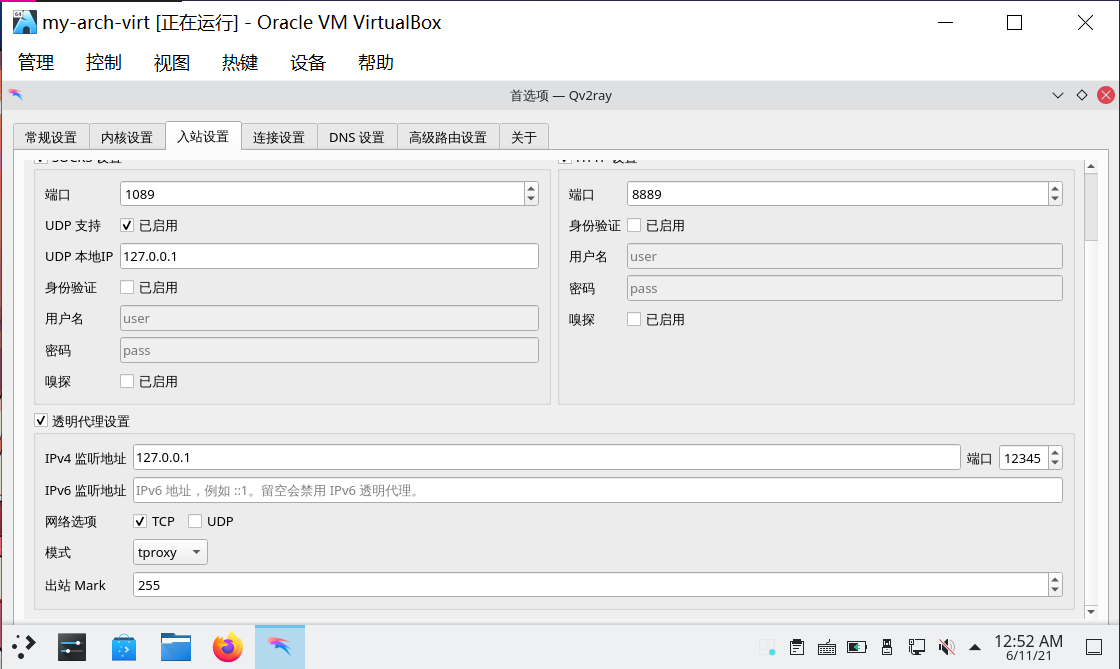 my-arch-virt [正在运行] - Oracle VM VirtualBox
管理 控制 视图 热键 设备 帮助
首选项 — Qv2ray
常规设置 内核设置 入站设置 连接设置 DNS 设置 高级路由设置 关于
SOCKS 设置 HTTP 设置
端口 1089 端口 8889
UDP 支持 已启用 身份验证 已启用
UDP 本地IP 127.0.0.1 用户名 user
身份验证 已启用 密码 pass
用户名 user 嗅探 已启用
密码 pass
嗅探 已启用
透明代理设置
IPv4 监听地址 127.0.0.1 端口 12345
IPv6 监听地址 IPv6 地址，例如 ::1。留空会禁用 IPv6 透明代理。
网络选项 TCP UDP
模式 tproxy
出站 Mark 255
12:52 AM
6/11/21